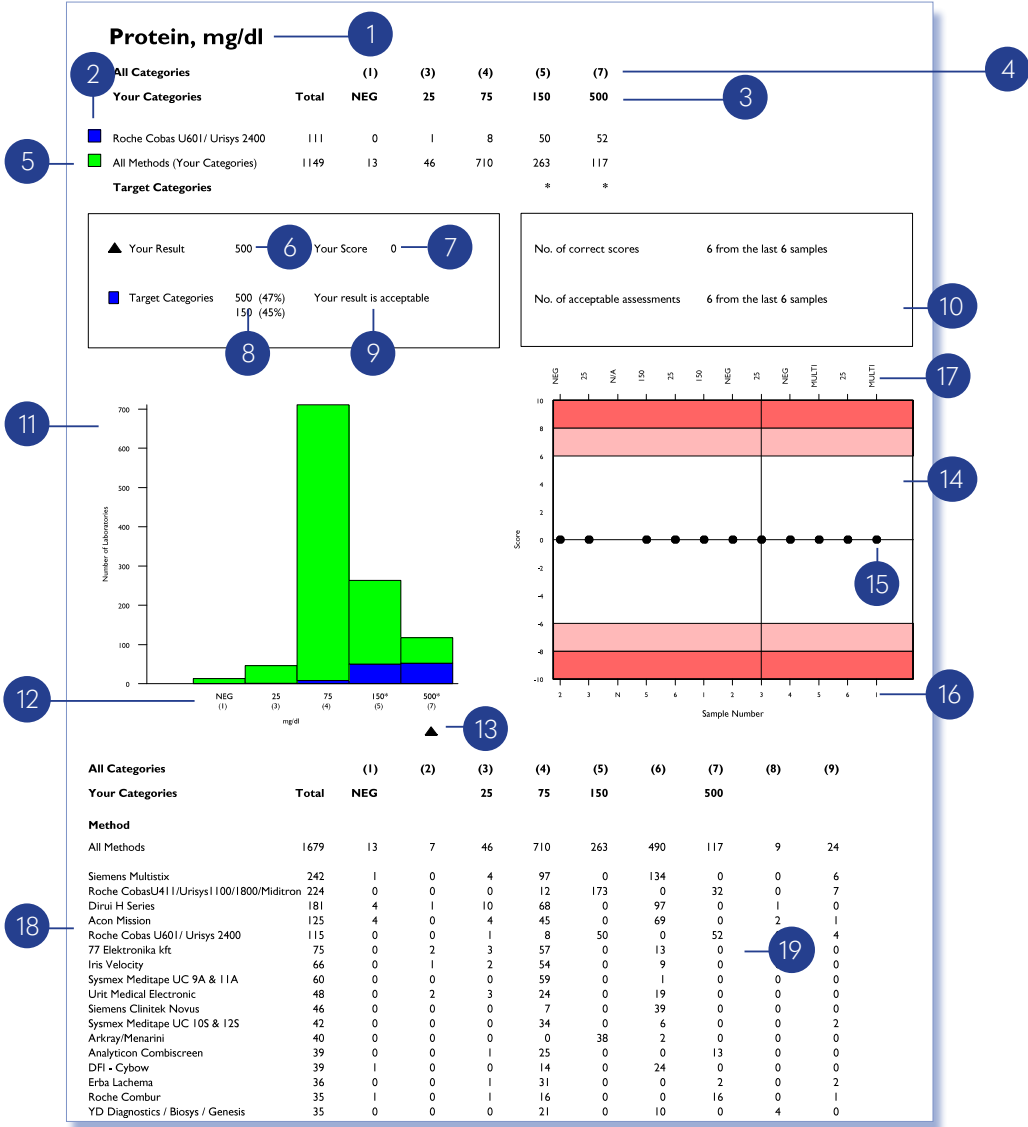 Protein, mg/dl 1
2 All Categories (1) (3) (4) (5) (7) 4
Your Categories Total NEG 25 75 150 500 3
Roche Cobas U601/ Urisys 2400 111 0 1 8 50 52
5 All Methods (Your Categories) 1149 13 46 710 263 117
Target Categories * *
Your Result 500 6 Your Score 0 7
Target Categories 500 (47%) Your result is acceptable
150 (45%)
8 9
No. of correct scores 6 from the last 6 samples
No. of acceptable assessments 6 from the last 6 samples
10
11
700
600
500
400
300
200
100
0
Number of Laboratories
12 NEG 25 75 150* 500*
(1) (3) (4) (5) (7)
mg/dl
13
NEG 25 N/A 150 25 150 NEG 25 NEG MULTI 25 MULTI 17
10
8
6
4
2
0
-2
-4
-6
-8
-10
Score
14
15
2 3 N 5 6 1 2 3 4 5 6 1 16
Sample Number
All Categories (1) (2) (3) (4) (5) (6) (7) (8) (9)
Your Categories Total NEG 25 75 150 500
Method
All Methods 1679 13 7 46 710 263 490 117 9 24
Siemens Multistix 242 1 0 4 97 0 134 0 0 6
Roche CobasU411/Urisys1100/1800/Miditron 224 0 0 0 12 173 0 32 0 7
Dirui H Series 181 4 1 10 68 0 97 0 1 0
Acon Mission 125 4 0 4 45 0 69 0 2 1
18
Roche Cobas U601/ Urisys 2400 115 0 0 1 8 50 0 52 4
77 Elektronika kft 75 0 2 3 57 0 13 0 19 0
Iris Velocity 66 0 1 2 54 0 9 0 0 0
Sysmex Meditape UC 9A & 11A 60 0 0 0 59 0 1 0 0 0
Urit Medical Electronic 48 0 2 3 24 0 19 0 0 0
Siemens Clinitek Novus 46 0 0 0 7 0 39 0 0 0
Sysmex Meditape UC 10S & 12S 42 0 0 0 34 0 6 0 0 2
Arkray/Menarini 40 0 0 0 0 38 2 0 0 0
Analyticon Combiscreen 39 0 0 1 25 0 0 13 0 0
DFI - Cybow 39 1 0 0 14 0 24 0 0 0
Erba Lachema 36 0 0 1 31 0 0 2 0 2
Roche Combur 35 1 0 1 16 0 0 16 0 1
YD Diagnostics / Biosys / Genesis 35 0 0 0 21 0 10 0 4 0